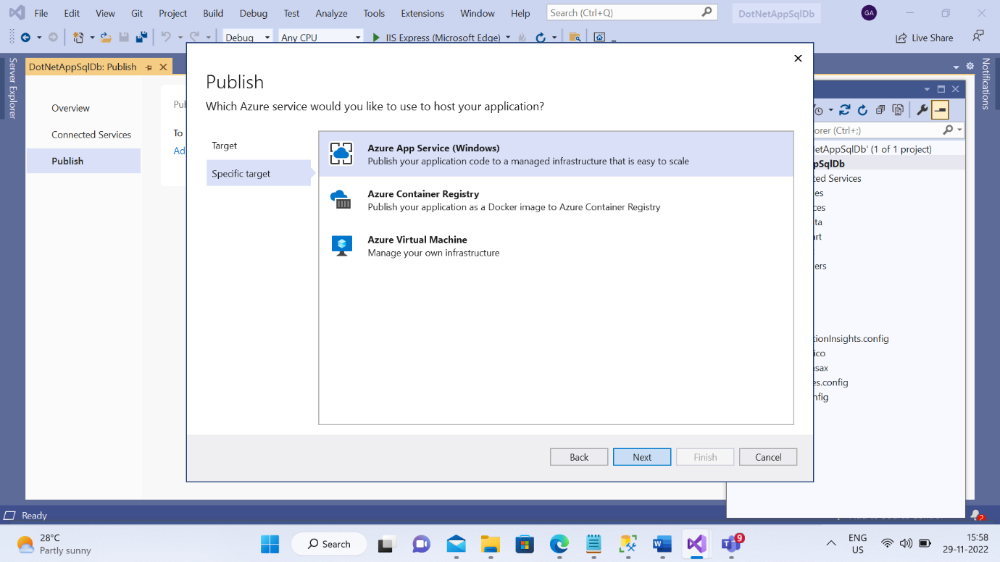 File Edit View Git Project Build Debug Test Analyze Tools Extensions Window Help Search (Ctrl+Q) DotNetAppSqlDb GA
Debug Any CPU IIS Express (Microsoft Edge) Live Share
Server Explorer
DotNetAppSqlDb: Publish
Notifications
Overview
Connected Services
Publish
Pub
To
Ad
Publish
Which Azure service would you like to use to host your application?
Target
Specific target
Azure App Service (Windows)
Publish your application code to a managed infrastructure that is easy to scale
Azure Container Registry
Publish your application as a Docker image to Azure Container Registry
Azure Virtual Machine
Manage your own infrastructure
Back Next Finish Cancel
orer (Ctrl+;)
etAppSqlDb' (1 of 1 project)
pSqlDb
ed Services
es
ces
ta
art
ers
tionInsights.config
ico
asax
es.config
nfig
Ready
2
28°C
Partly sunny
Search
9
ENG
US
15:58
29-11-2022